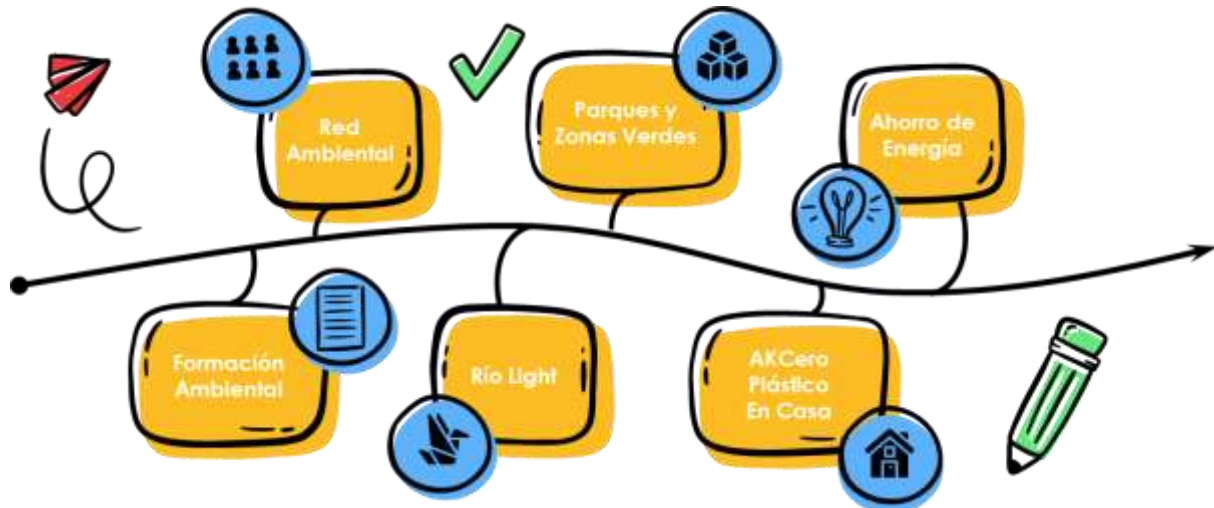 Red
Ambiental
Parques y
Zonas Verdes
Ahorro de
Energía
Formación
Ambiental
Río Light
AKCero
Plástico
En Casa